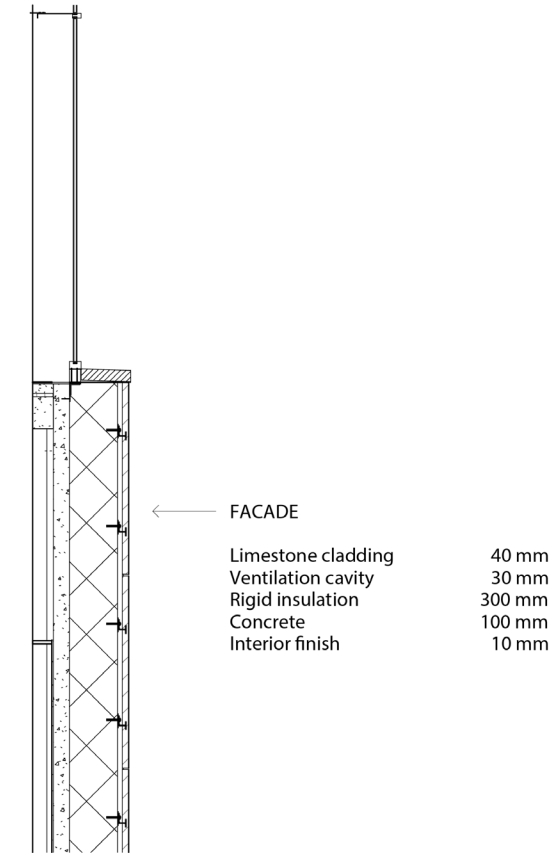 FACADE
Limestone cladding 40 mm
Ventilation cavity 30 mm
Rigid insulation 300 mm
Concrete 100 mm
Interior finish 10 mm